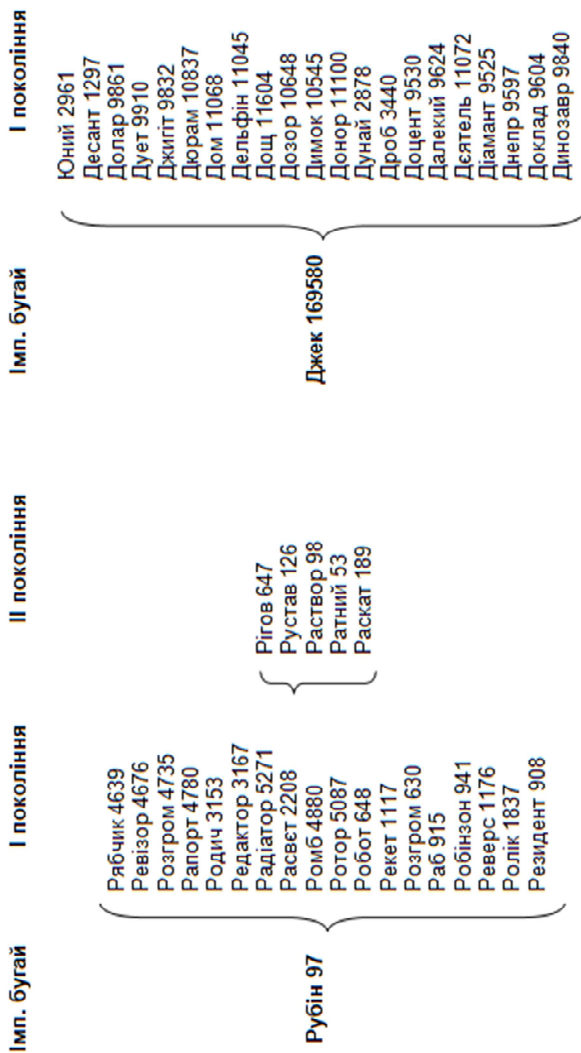 Імп. бугай
І покоління
ІІ покоління
Імп. бугай
І покоління
Рубін 97
Рябчик 4639
Ревізор 4676
Розгром 4735
Рапорт 4780
Родич 3153
Редактор 3167
Радіатор 5271
Расвєт 2208
Ромб 4880
Ротор 5087
Робот 648
Рекет 1117
Розгром 630
Раб 915
Робінзон 941
Реверс 1176
Ролік 1837
Резидент 908
Рігов 647
Рустав 126
Раствор 98
Ратний 53
Раскат 189
Джек 169580
Юний 2961
Десант 1297
Долар 9861
Дует 9910
Джигіт 9832
Дюрам 10837
Дом 11068
Дельфін 11045
Дощ 11604
Дозор 10648
Димок 10545
Донор 11100
Дунай 2878
Дроб 3440
Доцент 9530
Далекий 9624
Дєятель 11072
Діамант 9525
Днепр 9597
Доклад 9604
Динозавр 9840